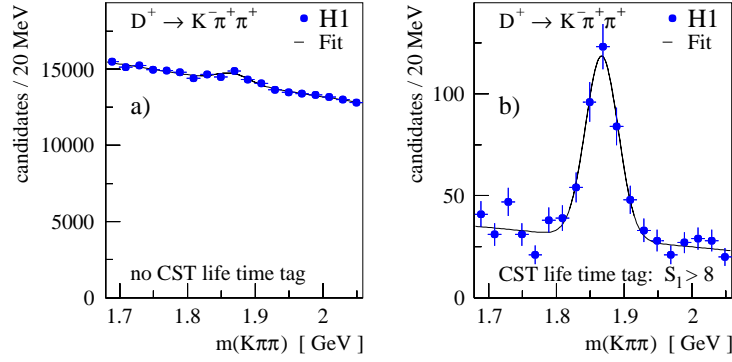 D⁺ → K⁻π⁺π⁺
H1
Fit
candidates / 20 MeV
15000
10000
5000
0
a)
no CST life time tag
1.7
1.8
1.9
2
m(Kππ) [ GeV ]
D⁺ → K⁻π⁺π⁺
H1
Fit
candidates / 20 MeV
100
50
0
b)
CST life time tag: S_l > 8
1.7
1.8
1.9
2
m(Kππ) [ GeV ]